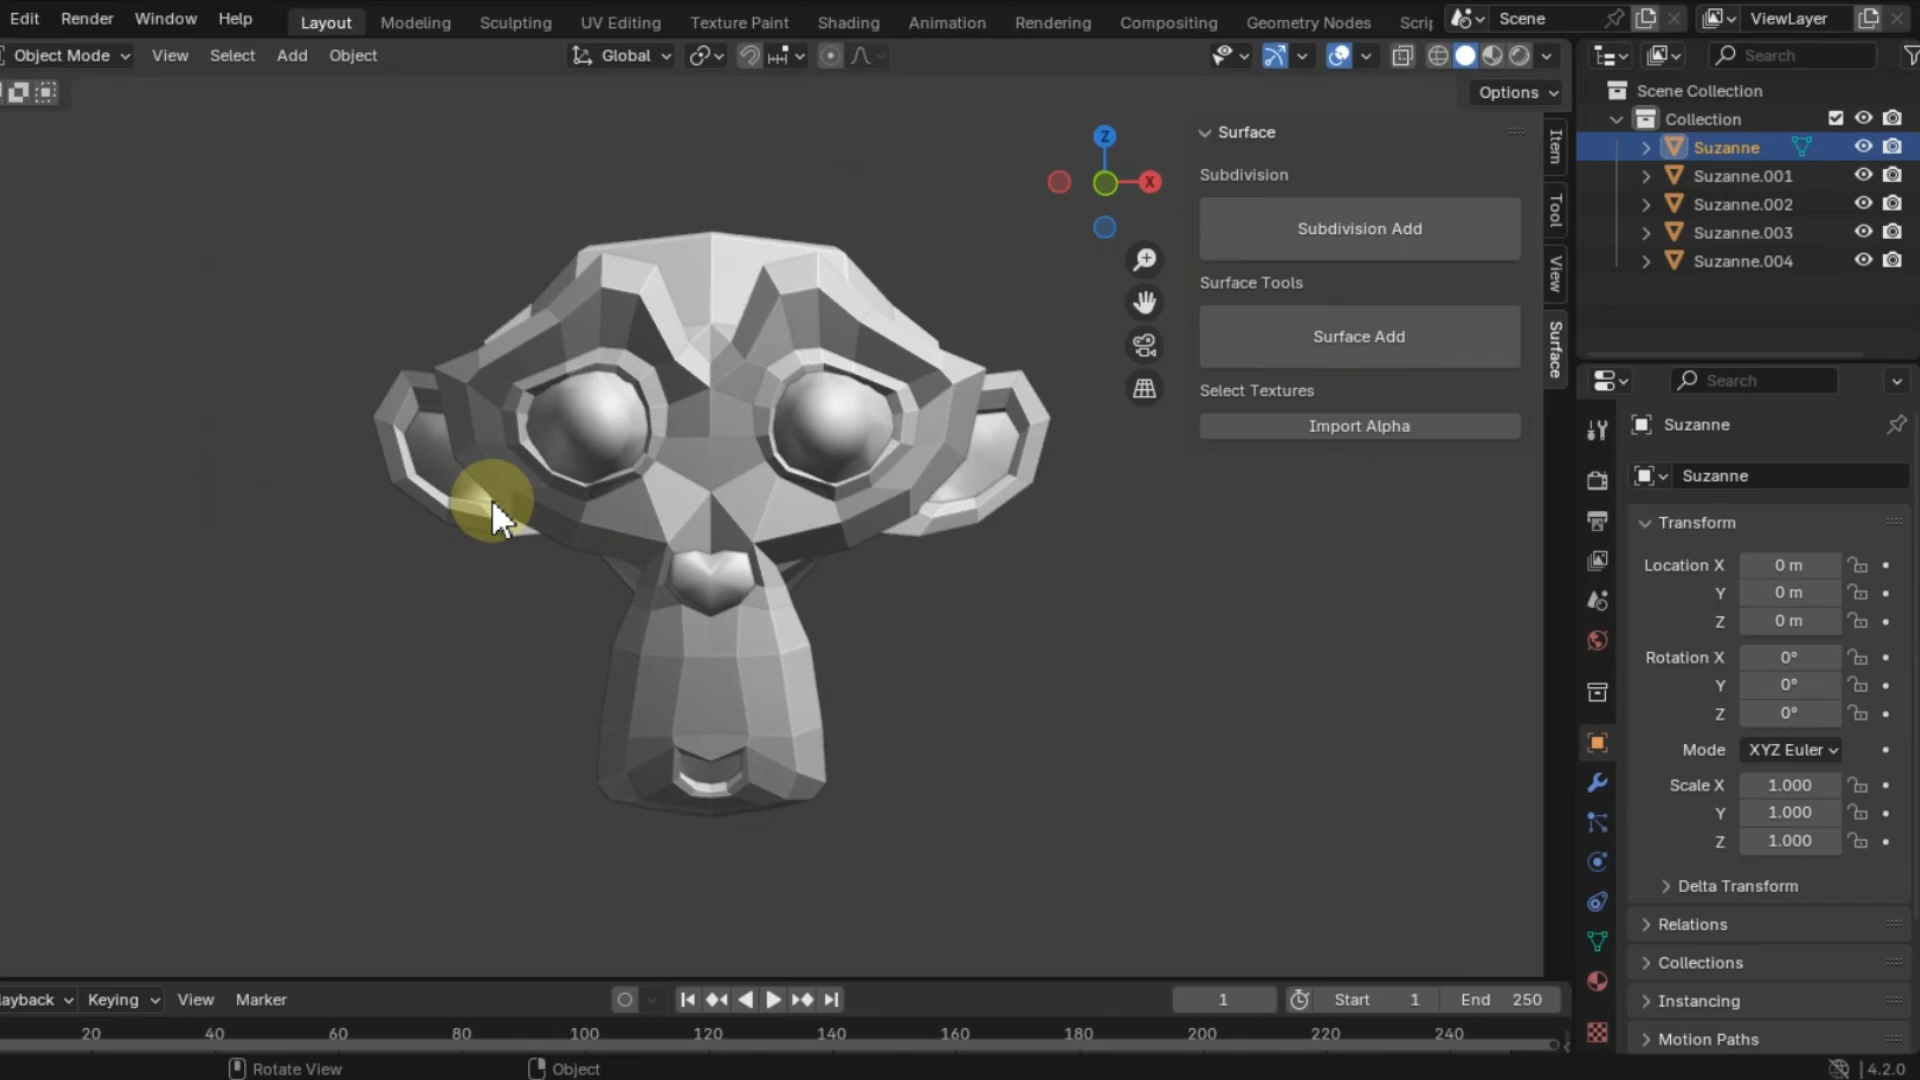 Edit Render Window Help Layout Modeling Sculpting UV Editing Texture Paint Shading Animation Rendering Compositing Geometry Nodes Scrip Scene ViewLayer
Object Mode View Select Add Object Global Search
Options
Surface
Subdivision
Subdivision Add
Surface Tools
Surface Add
Select Textures
Import Alpha
Z
X
Item
Tool
View
Surface
Scene Collection
Collection
Suzanne
Suzanne.001
Suzanne.002
Suzanne.003
Suzanne.004
Search
Suzanne
Suzanne
Transform
Location X 0 m
Y 0 m
Z 0 m
Rotation X 0°
Y 0°
Z 0°
Mode XYZ Euler
Scale X 1.000
Y 1.000
Z 1.000
Delta Transform
Relations
Collections
Instancing
Motion Paths
layback Keying View Marker 1 Start 1 End 250
20 40 60 80 100 120 140 160 180 200 220 240
Rotate View Object 4.2.0